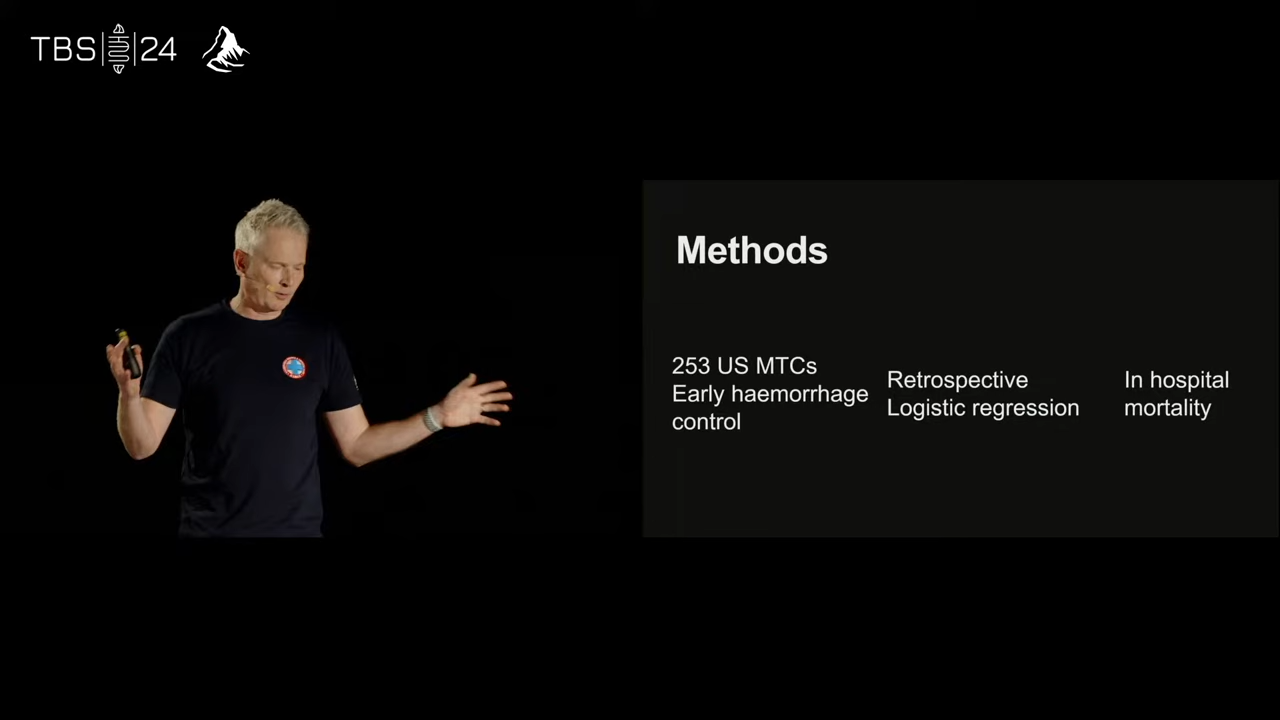 TBS 24
Methods
253 US MTCs
Early haemorrhage
control
Retrospective
Logistic regression
In hospital
mortality